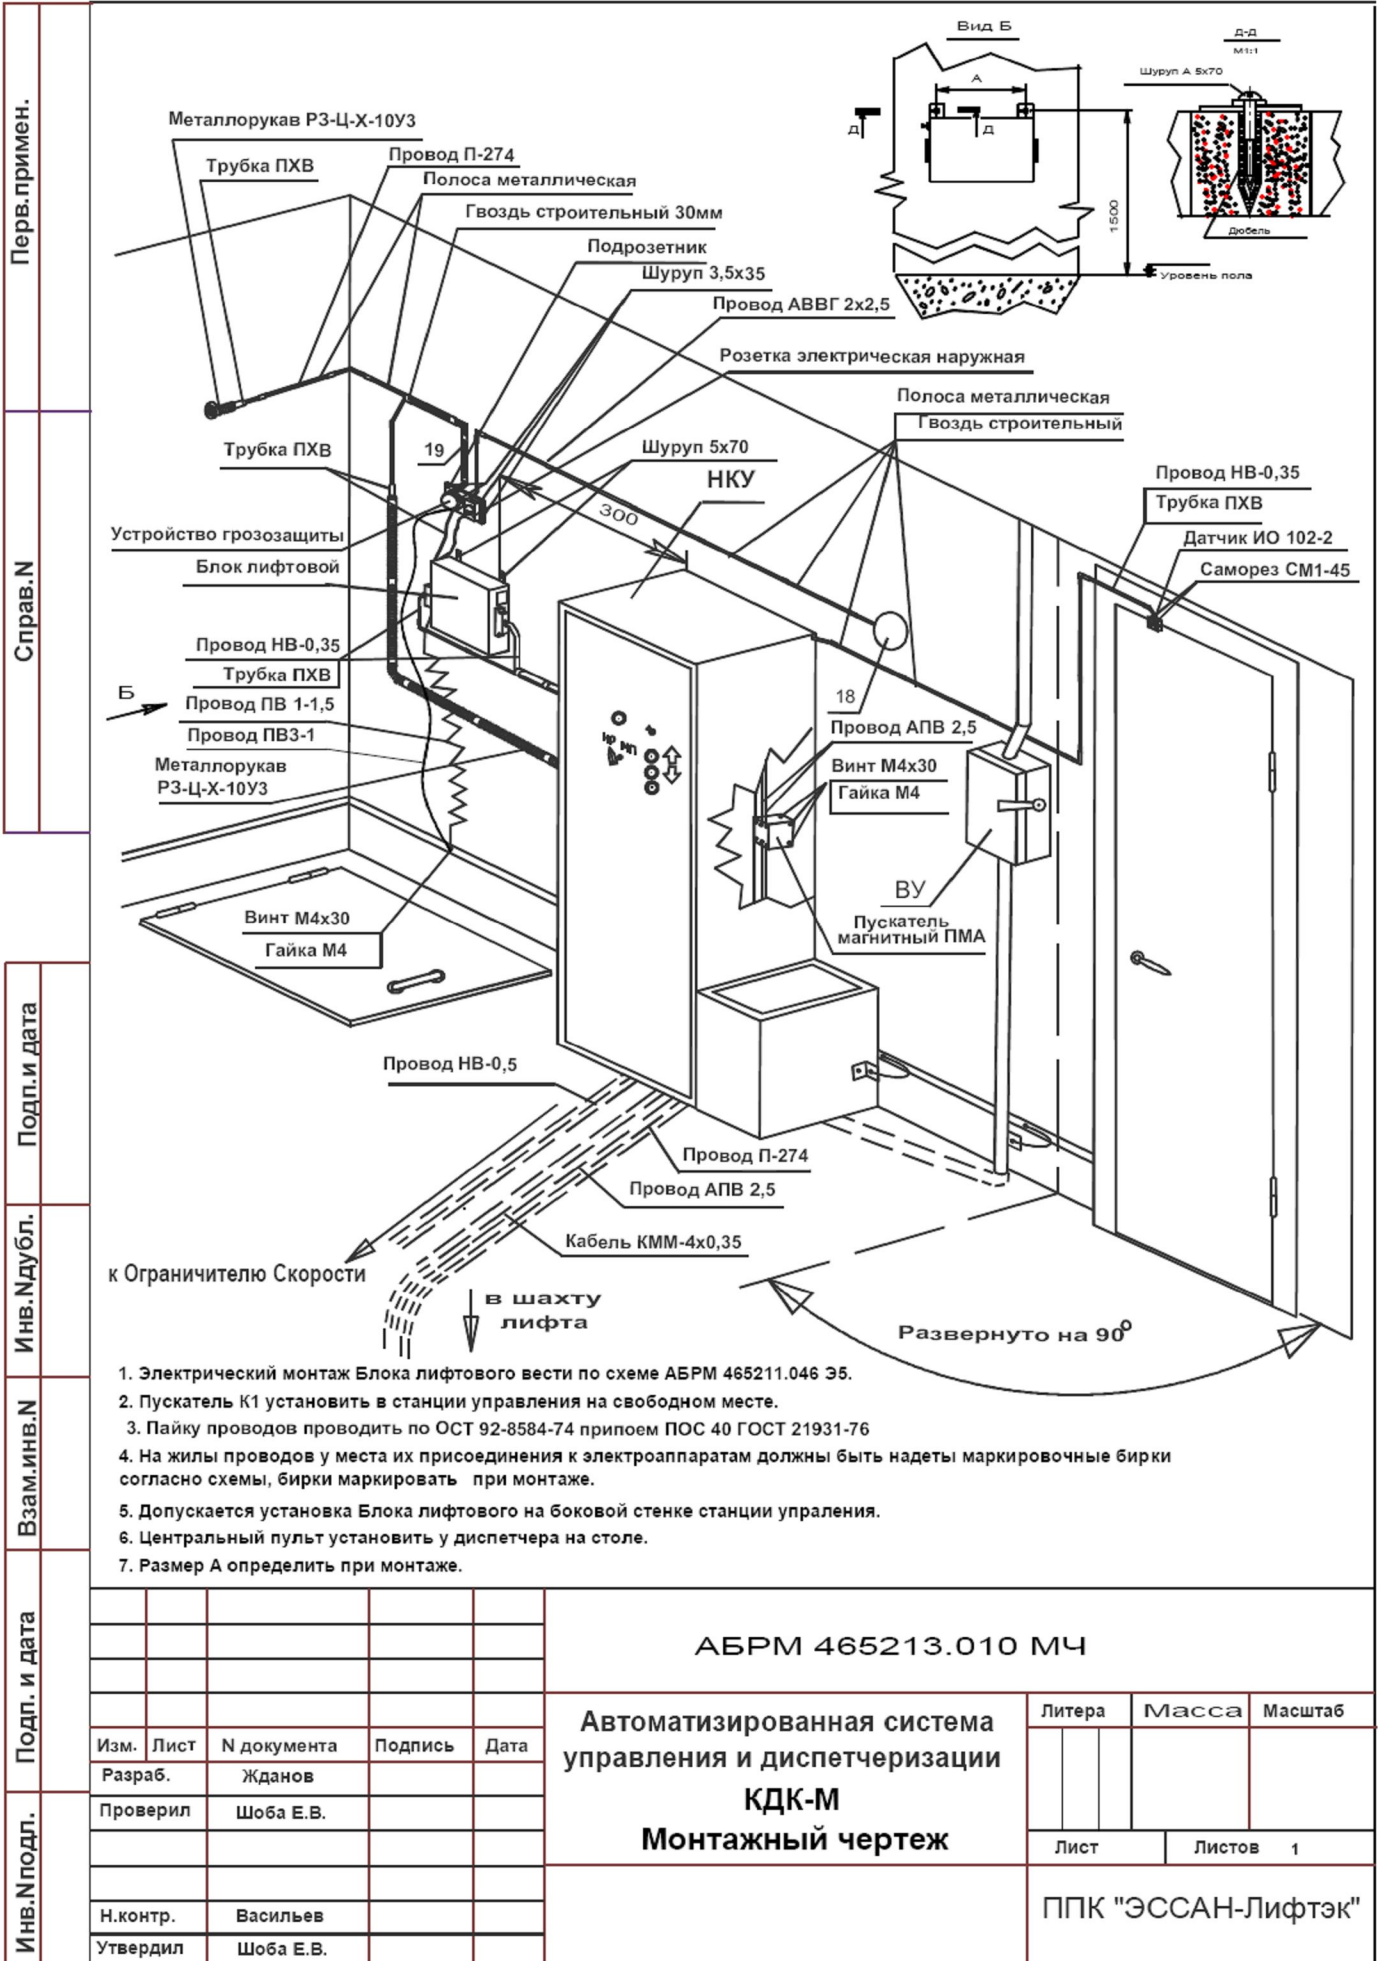 Вид Б
Д-Д
М1:1
А
Шуруп А 5х70
Д
Д
1500
Дюбель
Уровень пола
Металлорукав РЗ-Ц-Х-10У3
Трубка ПХВ
Провод П-274
Полоса металлическая
Гвоздь строительный 30мм
Подрозетник
Шуруп 3,5х35
Провод АВВГ 2х2,5
Розетка электрическая наружная
Полоса металлическая
Гвоздь строительный
Трубка ПХВ
19
Шуруп 5х70
НКУ
300
Провод НВ-0,35
Трубка ПХВ
Датчик ИО 102-2
Саморез СМ1-45
Устройство грозозащиты
Блок лифтовой
Провод НВ-0,35
Трубка ПХВ
Б
Провод ПВ 1-1,5
Провод ПВ3-1
Металлорукав
РЗ-Ц-Х-10У3
18
Провод АПВ 2,5
Винт М4х30
Гайка М4
ВУ
Пускатель
магнитный ПМА
Винт М4х30
Гайка М4
Провод НВ-0,5
Провод П-274
Провод АПВ 2,5
Кабель КММ-4х0,35
к Ограничителю Скорости
в шахту
лифта
Развернуто на 90°
1. Электрический монтаж Блока лифтового вести по схеме АБРМ 465211.046 Э5.
2. Пускатель К1 установить в станции управления на свободном месте.
3. Пайку проводов проводить по ОСТ 92-8584-74 припоем ПОС 40 ГОСТ 21931-76
4. На жилы проводов у места их присоединения к электроаппаратам должны быть надеты маркировочные бирки
согласно схемы, бирки маркировать при монтаже.
5. Допускается установка Блока лифтового на боковой стенке станции упраления.
6. Центральный пульт установить у диспетчера на столе.
7. Размер А определить при монтаже.
Перв.примен.
Справ.N
Подп.и дата
Инв.Nдубл.
Взам.инв.N
Подп. и дата
Инв.Nподл.
АБРМ 465213.010 МЧ
Изм. Лист N документа Подпись Дата
Разраб. Жданов
Проверил Шоба Е.В.
Н.контр. Васильев
Утвердил Шоба Е.В.
Автоматизированная система
управления и диспетчеризации
КДК-М
Монтажный чертеж
Литера Масса Масштаб
Лист Листов 1
ППК "ЭССАН-Лифтэк"